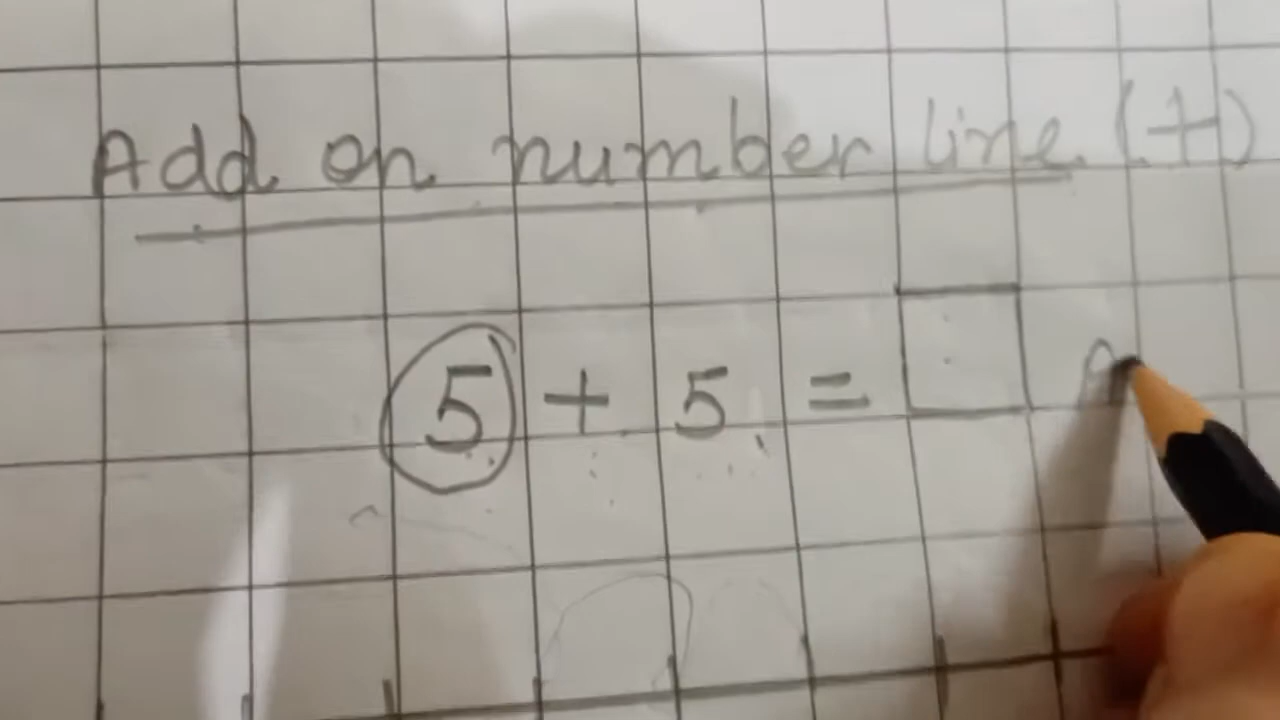 Add on number line (+)
5 + 5 =